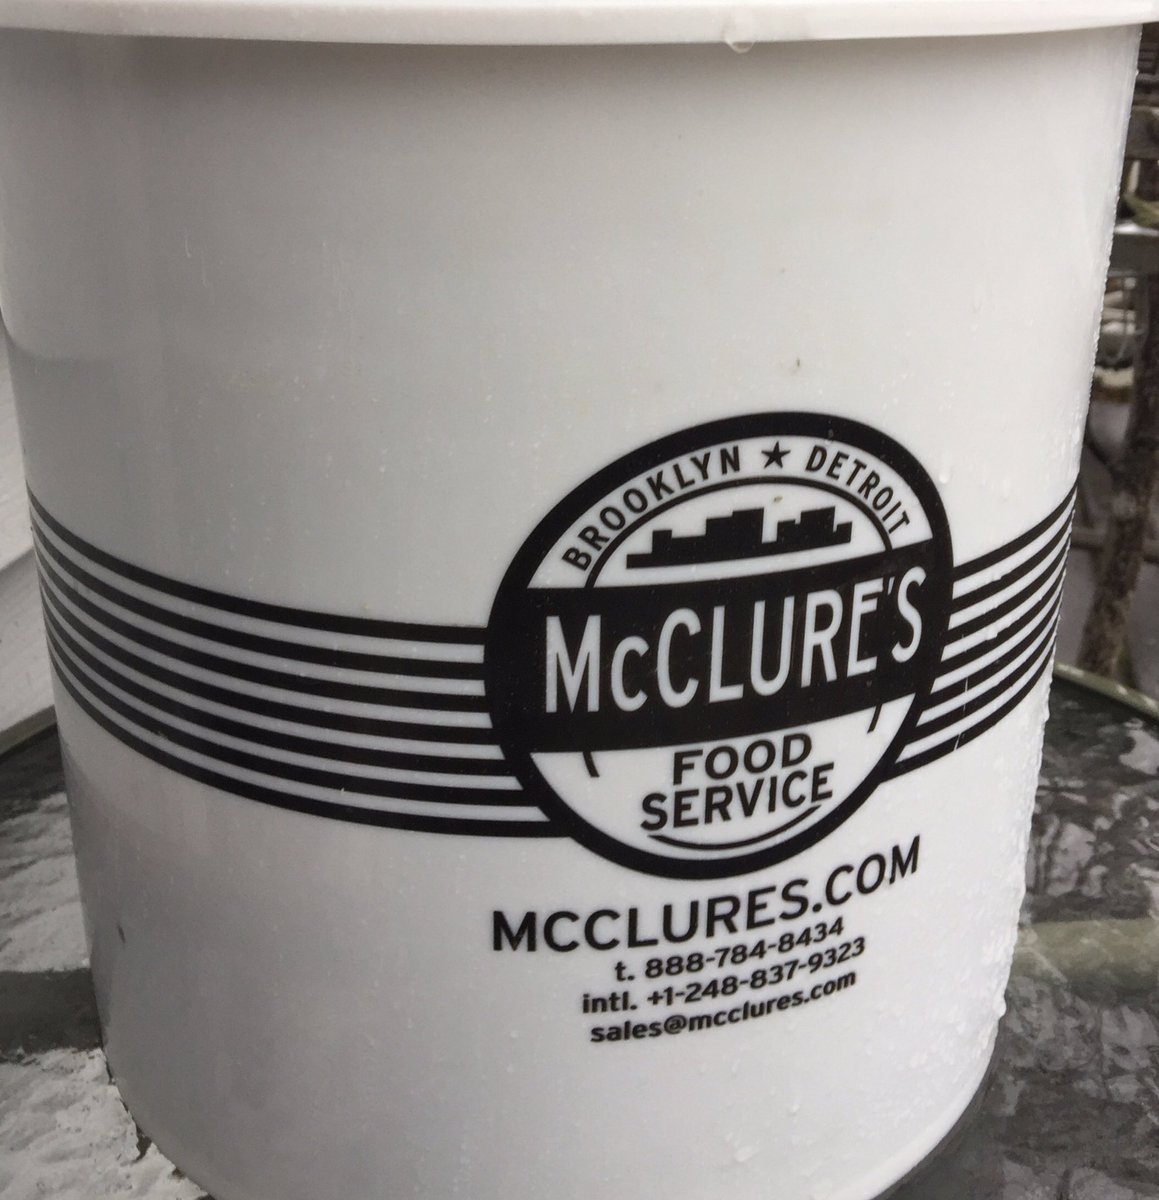 BROOKLYN ★ DETROIT
McCLURE'S
FOOD
SERVICE
MCCLURES.COM
t. 888-784-8434
intl. +1-248-837-9323
sales@mcclures.com